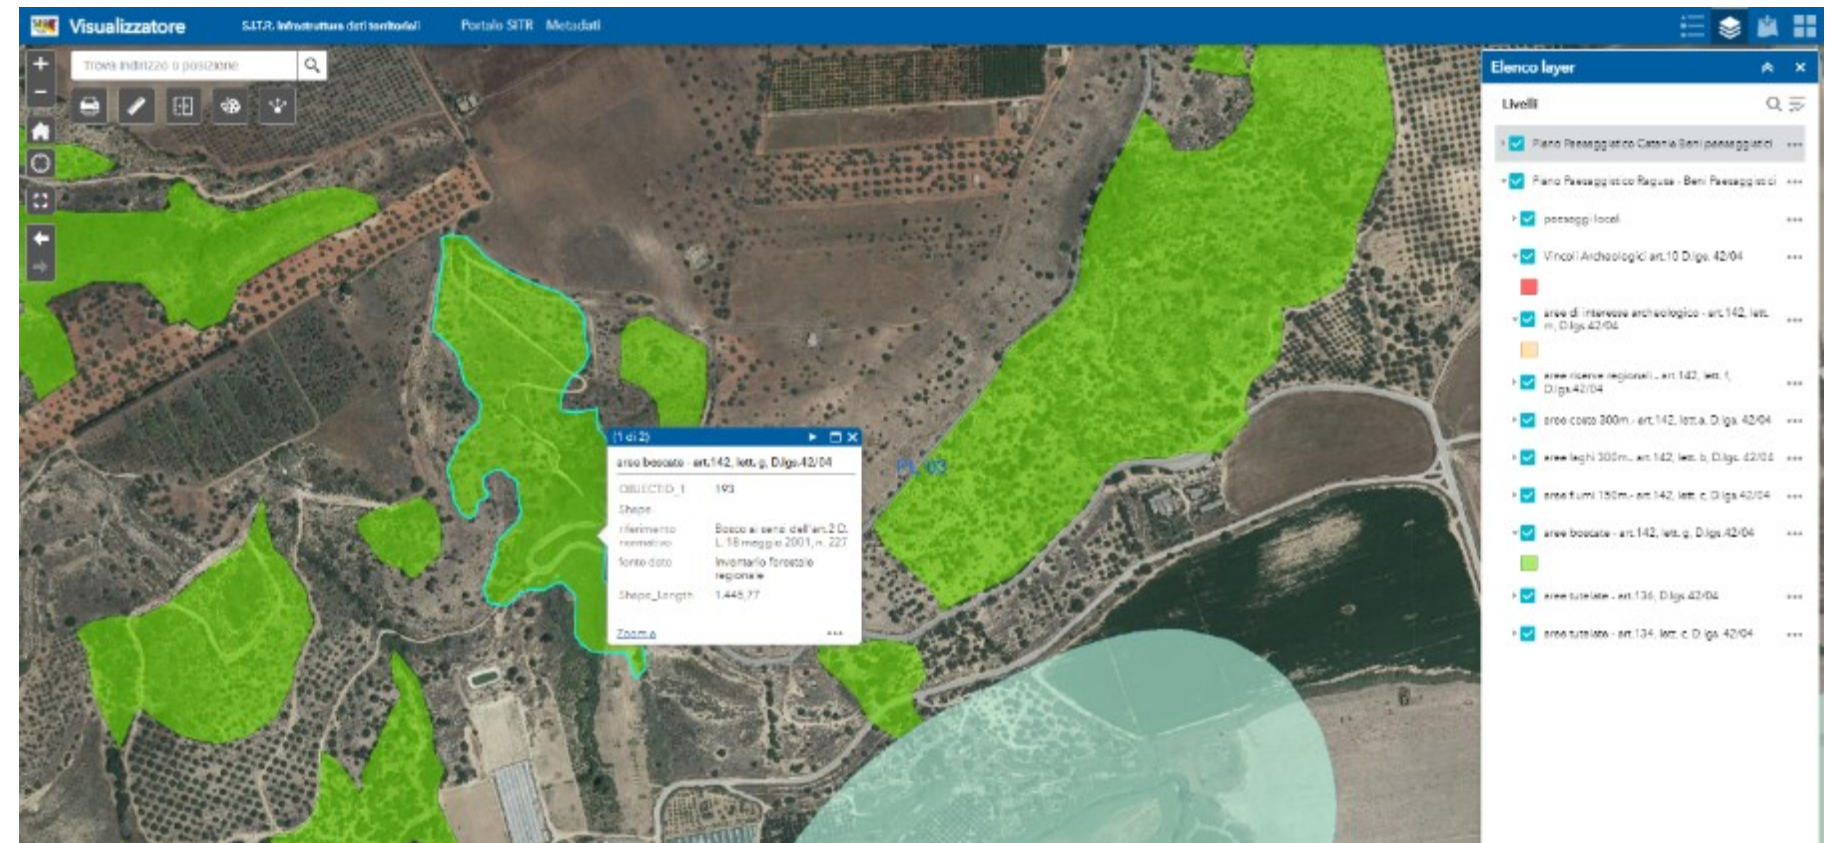 Visualizzatore
S.I.T.R. Infrastruttura dati territoriali
Portale SITR
Metadati
Trova indirizzo o posizione
PL 03
(1 di 2)
aree boscate - art.142, lett. g, D.lgs.42/04
OBJECTID_1 193
Shape
riferimento normativo
Bosco ai sensi dell'art.2 D.
L. 18 maggio 2001, n. 227
fonte dato
Inventario forestale
regionale
Shape_Length 1.445,77
Zoom a
Elenco layer
Livelli
Piano Paesaggistico Catania Beni paesaggistici
Piano Paesaggistico Ragusa - Beni Paesaggistici
paesaggi locali
Vincoli Archeologici art.10 D.lgs. 42/04
aree di interesse archeologico - art.142, lett.
m, D.lgs.42/04
aree riserve regionali - art.142, lett. f,
D.lgs.42/04
aree costa 300m.- art.142, lett.a, D.lgs. 42/04
aree laghi 300m.- art.142, lett. b, D.lgs. 42/04
aree fiumi 150m.- art.142, lett. c, D.lgs.42/04
aree boscate - art.142, lett. g, D.lgs.42/04
aree tutelate - art.136, D.lgs.42/04
aree tutelate - art.134, lett. c, D.lgs. 42/04